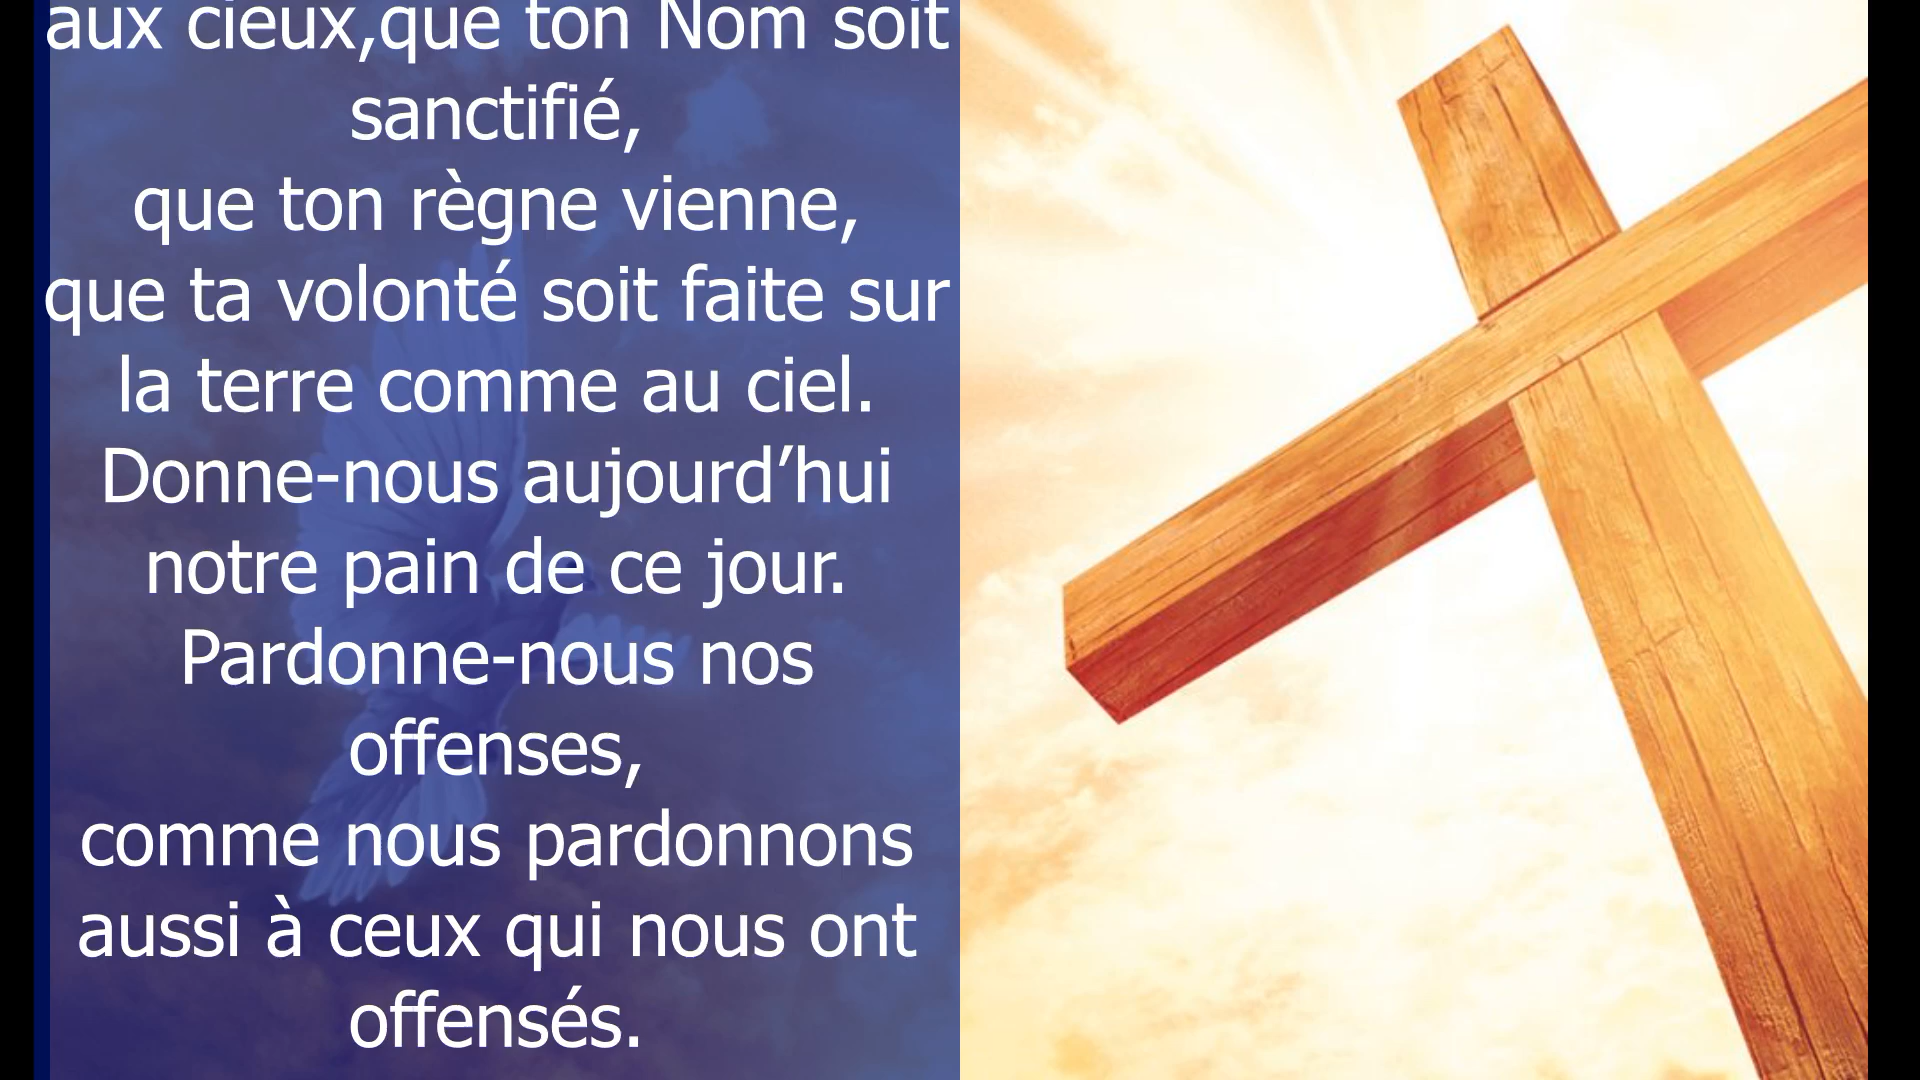 aux cieux,que ton Nom soit
sanctifié,
que ton règne vienne,
que ta volonté soit faite sur
la terre comme au ciel.
Donne-nous aujourd’hui
notre pain de ce jour.
Pardonne-nous nos
offenses,
comme nous pardonnons
aussi à ceux qui nous ont
offensés.